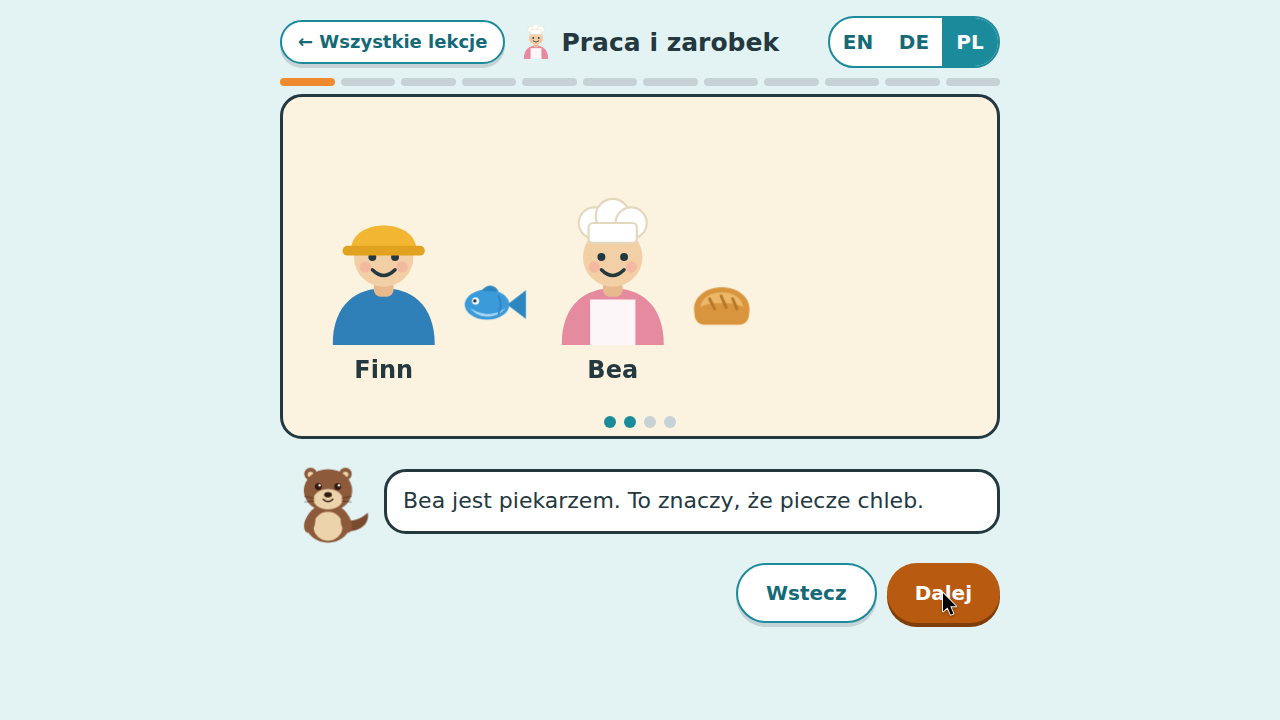 ← Wszystkie lekcje
Praca i zarobek
EN DE PL
Finn
Bea
Bea jest piekarzem. To znaczy, że piecze chleb.
Wstecz
Dalej